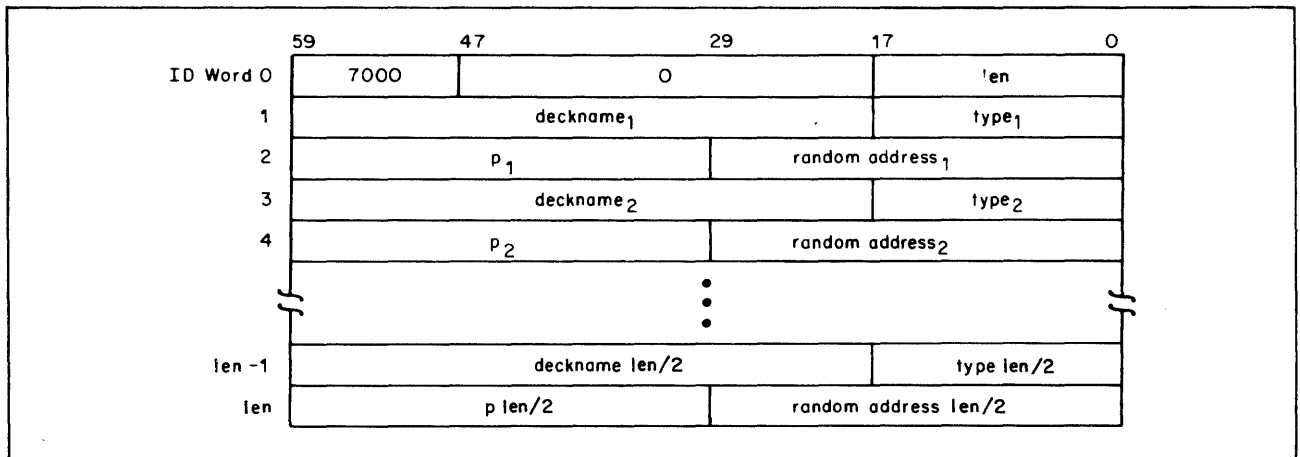 59 47 29 17 0
ID Word 0 7000 0 len
1 deckname₁ type₁
2 p₁ random address₁
3 deckname₂ type₂
4 p₂ random address₂
len -1 deckname len/2 type len/2
len p len/2 random address len/2